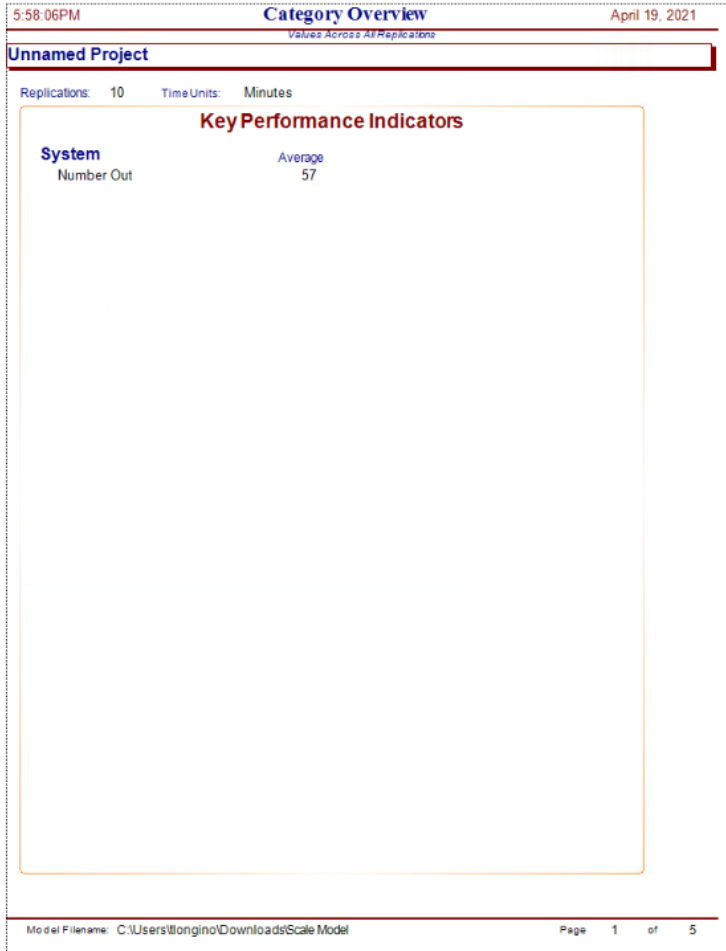 5:58:06PM Category Overview April 19, 2021
Values Across All Replications
Unnamed Project
Replications: 10 Time Units: Minutes
Key Performance Indicators
System Average
Number Out 57
Model Filename: C:\Users\tlongino\Downloads\Scale Model Page 1 of 5